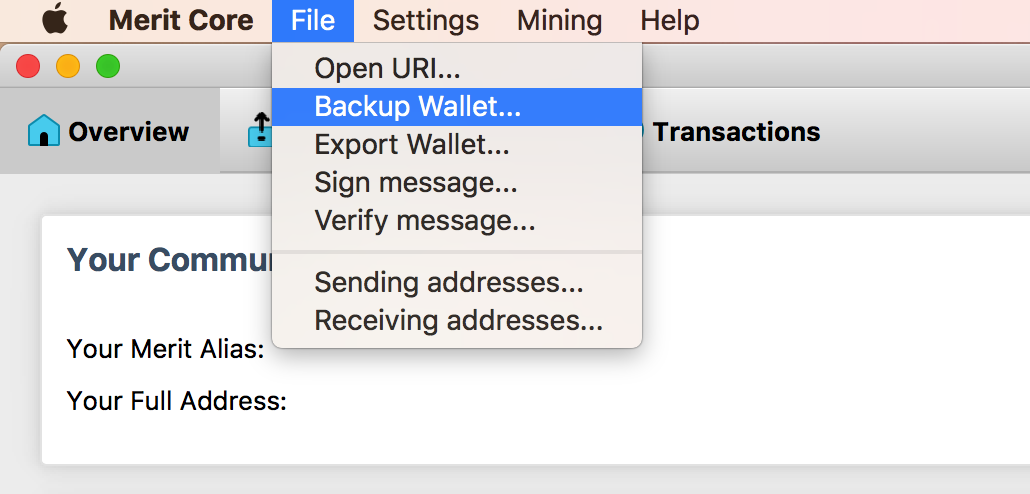 Merit Core File Settings Mining Help
Open URI...
Backup Wallet...
Export Wallet...
Sign message...
Verify message...
Sending addresses...
Receiving addresses...
Overview Transactions
Your
Your Merit Alias:
Your Full Address: